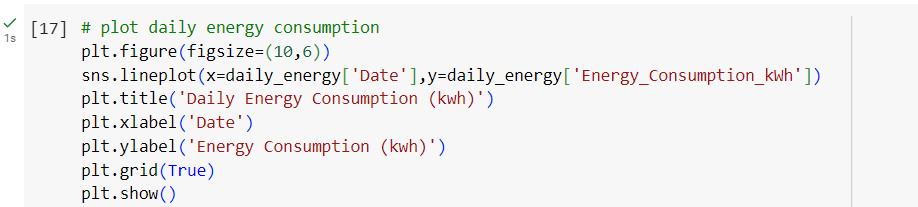 [17] # plot daily energy consumption
plt.figure(figsize=(10,6))
1s
sns.lineplot(x=daily_energy['Date'],y=daily_energy['Energy_Consumption_kWh'])
plt.title('Daily Energy Consumption (kwh)')
plt.xlabel('Date')
plt.ylabel('Energy Consumption (kwh)')
plt.grid(True)
plt.show()